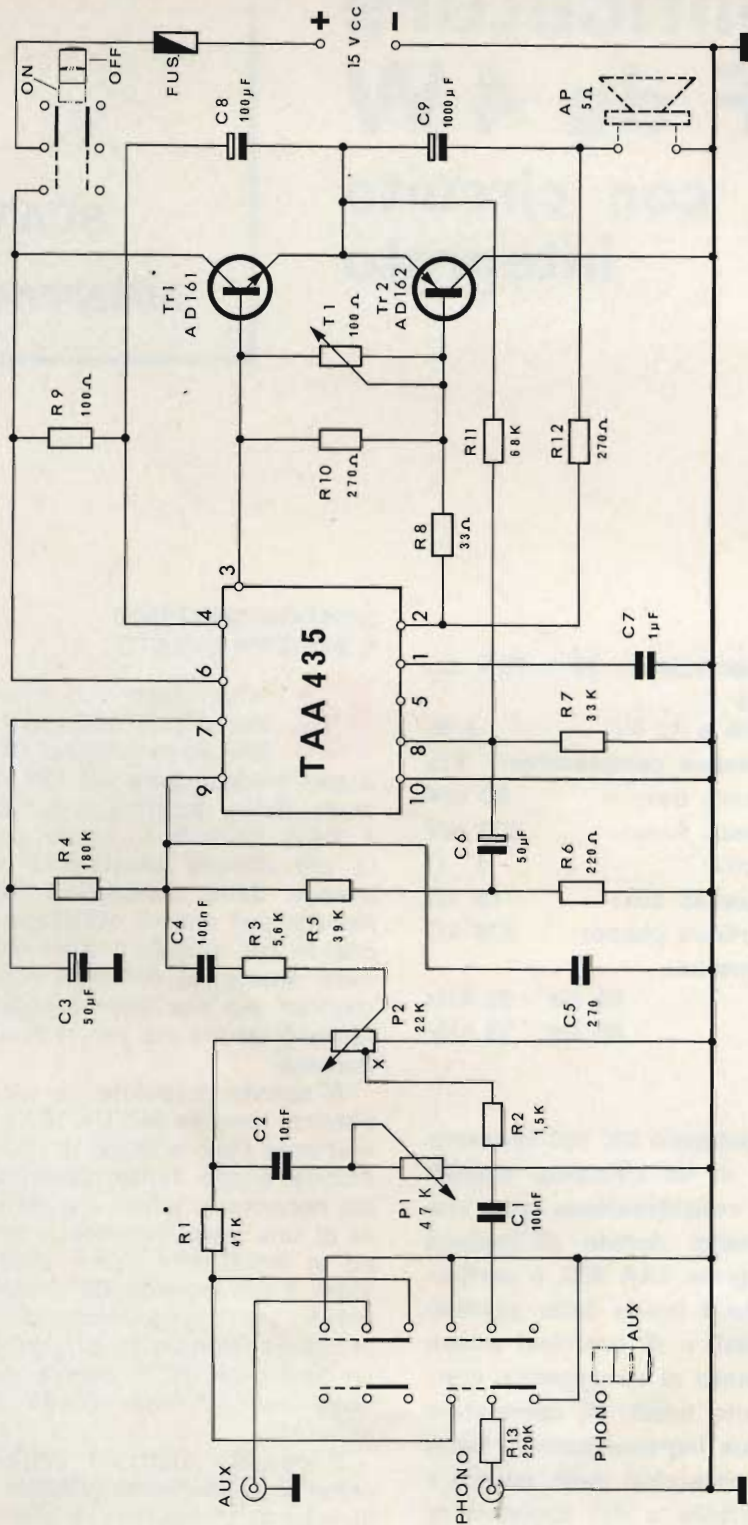 AUX
PHONO
R13
220K
PHONO
AUX
R1
47K
C2
10nF
P1
47K
C1
100nF
R2
1,5K
P2
22K
X
C3
50µF
R4
180K
C4
100nF
R3
5,6K
R5
39K
C5
270
R6
220Ω
C6
50µF
TAA 435
9
7
6
4
3
10
8
5
1
2
R7
33K
C7
1µF
R9
100Ω
R10
270Ω
R8
33Ω
T1
100Ω
R11
68K
R12
270Ω
Tr1
AD161
Tr2
AD162
C8
100µF
C9
1000µF
AP
5Ω
ON
OFF
FUS.
+
15 Vcc
-